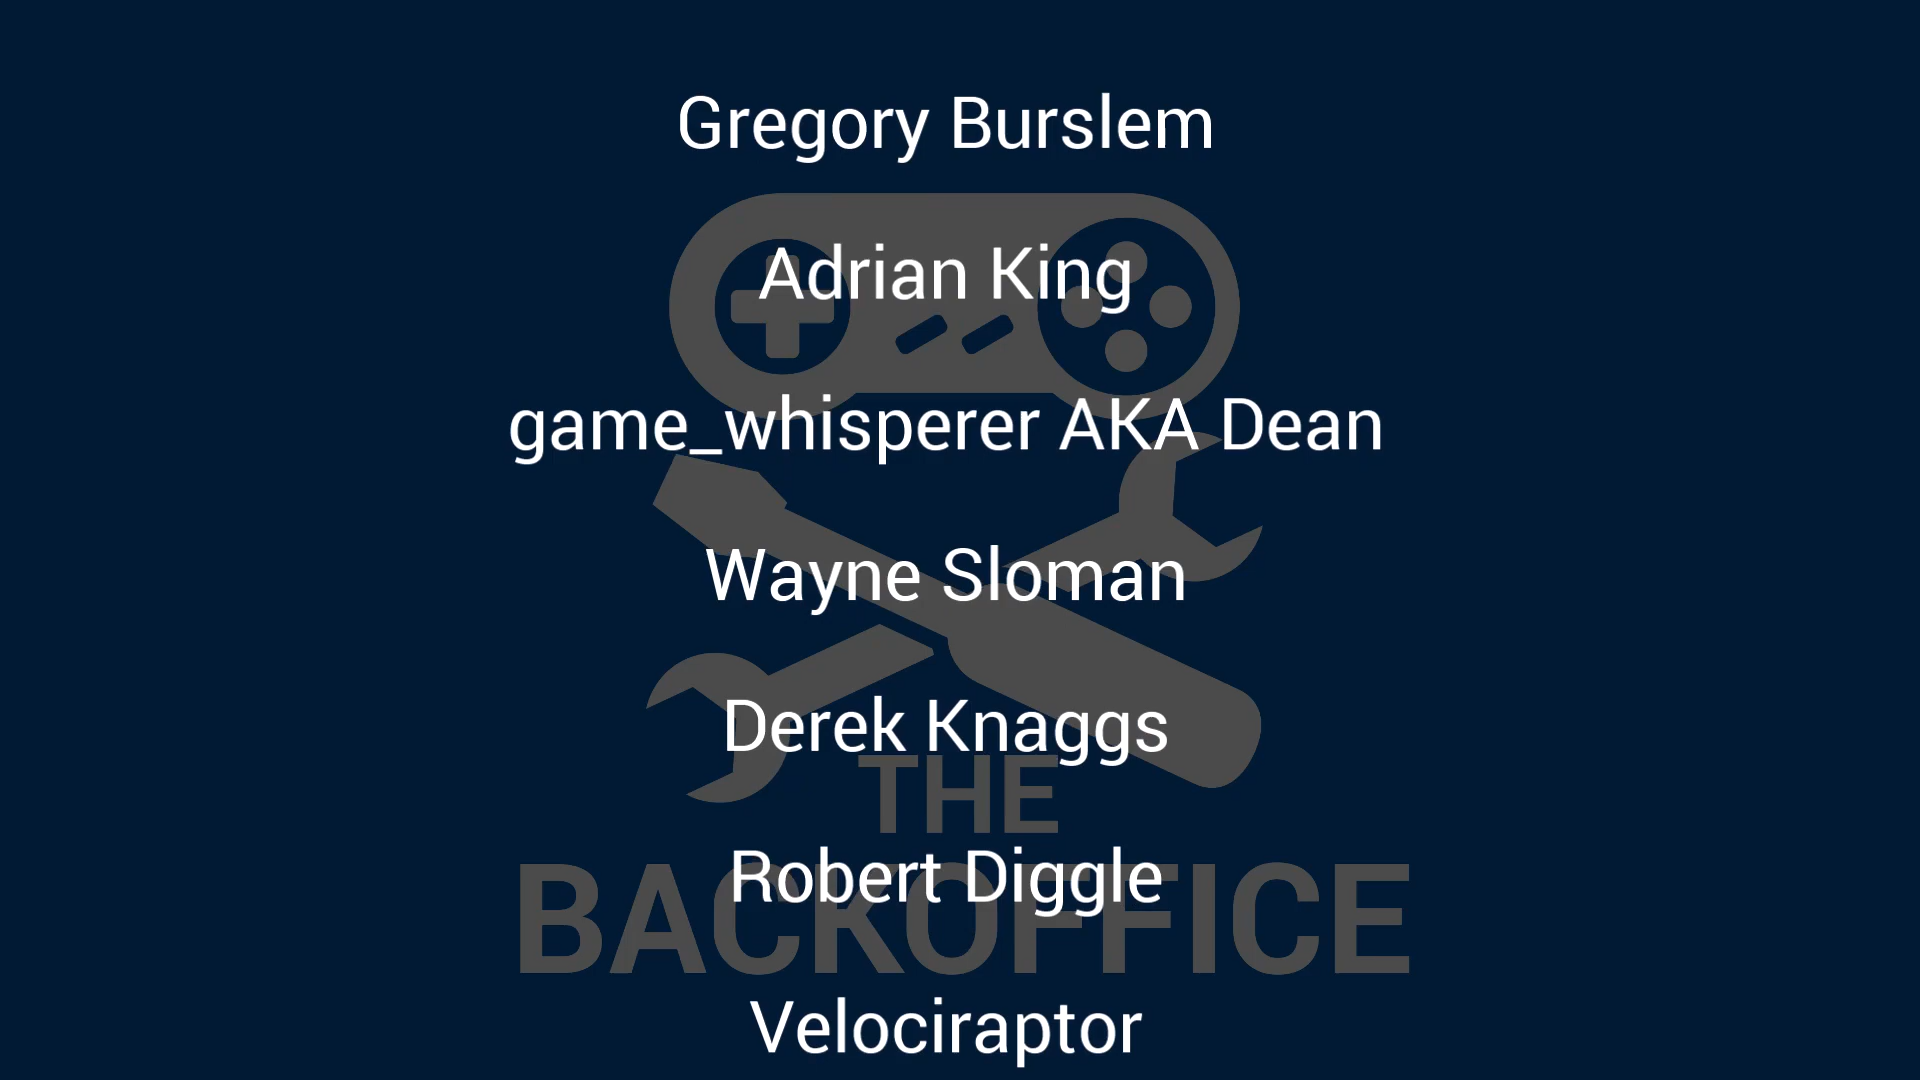 Gregory Burslem
Adrian King
game_whisperer AKA Dean
Wayne Sloman
Derek Knaggs
THE
Robert Diggle
BACKOFFICE
Velociraptor